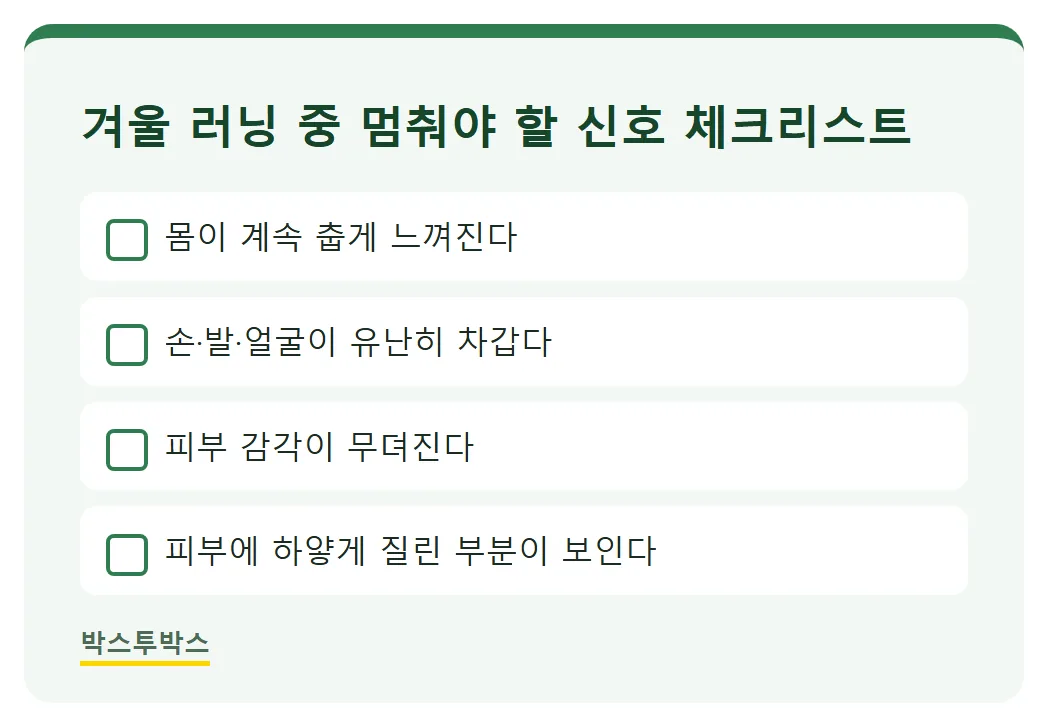 겨울 러닝 중 멈춰야 할 신호 체크리스트
몸이 계속 춥게 느껴진다
손·발·얼굴이 유난히 차갑다
피부 감각이 무뎌진다
피부에 하얗게 질린 부분이 보인다
박스투박스